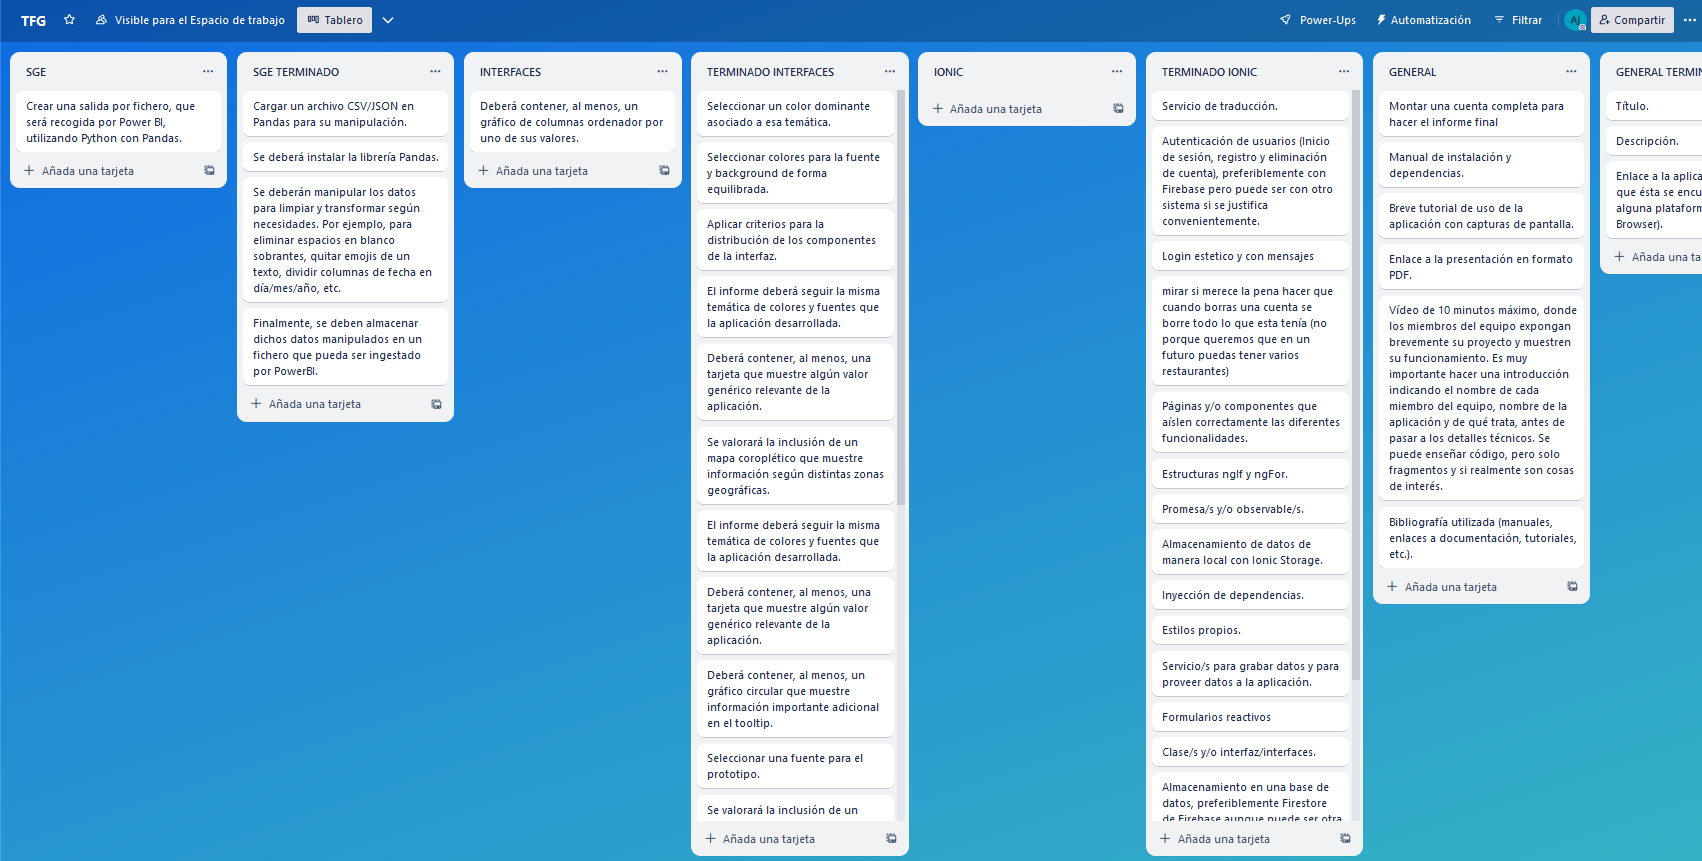 TFG
Visible para el Espacio de trabajo
Tablero
Power-Ups
Automatización
Filtrar
AJ
Compartir
SGE
Crear una salida por fichero, que
será recogida por Power BI,
utilizando Python con Pandas.
Añada una tarjeta
SGE TERMINADO
Cargar un archivo CSV/JSON en
Pandas para su manipulación.
Se deberá instalar la librería Pandas.
Se deberán manipular los datos
para limpiar y transformar según
necesidades. Por ejemplo, para
eliminar espacios en blanco
sobrantes, quitar emojis de un
texto, dividir columnas de fecha en
día/mes/año, etc.
Finalmente, se deben almacenar
dichos datos manipulados en un
fichero que pueda ser ingestado
por PowerBI.
Añada una tarjeta
INTERFACES
Deberá contener, al menos, un
gráfico de columnas ordenador por
uno de sus valores.
Añada una tarjeta
TERMINADO INTERFACES
Seleccionar un color dominante
asociado a esa temática.
Seleccionar colores para la fuente
y background de forma
equilibrada.
Aplicar criterios para la
distribución de los componentes
de la interfaz.
El informe deberá seguir la misma
temática de colores y fuentes que
la aplicación desarrollada.
Deberá contener, al menos, una
tarjeta que muestre algún valor
genérico relevante de la
aplicación.
Se valorará la inclusión de un
mapa coroplético que muestre
información según distintas zonas
geográficas.
El informe deberá seguir la misma
temática de colores y fuentes que
la aplicación desarrollada.
Deberá contener, al menos, una
tarjeta que muestre algún valor
genérico relevante de la
aplicación.
Deberá contener, al menos, un
gráfico circular que muestre
información importante adicional
en el tooltip.
Seleccionar una fuente para el
prototipo.
Se valorará la inclusión de un
Añada una tarjeta
IONIC
Añada una tarjeta
TERMINADO IONIC
Servicio de traducción.
Autenticación de usuarios (Inicio
de sesión, registro y eliminación
de cuenta), preferiblemente con
Firebase pero puede ser con otro
sistema si se justifica
convenientemente.
Login estetico y con mensajes
mirar si merece la pena hacer que
cuando borras una cuenta se
borre todo lo que esta tenía (no
porque queremos que en un
futuro puedas tener varios
restaurantes)
Páginas y/o componentes que
aíslen correctamente las diferentes
funcionalidades.
Estructuras ngIf y ngFor.
Promesa/s y/o observable/s.
Almacenamiento de datos de
manera local con Ionic Storage.
Inyección de dependencias.
Estilos propios.
Servicio/s para grabar datos y para
proveer datos a la aplicación.
Formularios reactivos
Clase/s y/o interfaz/interfaces.
Almacenamiento en una base de
datos, preferiblemente Firestore
de Firebase aunque puede ser otra
Añada una tarjeta
GENERAL
Montar una cuenta completa para
hacer el informe final
Manual de instalación y
dependencias.
Breve tutorial de uso de la
aplicación con capturas de pantalla.
Enlace a la presentación en formato
PDF.
Vídeo de 10 minutos máximo, donde
los miembros del equipo expongan
brevemente su proyecto y muestren
su funcionamiento. Es muy
importante hacer una introducción
indicando el nombre de cada
miembro del equipo, nombre de la
aplicación y de qué trata, antes de
pasar a los detalles técnicos. Se
puede enseñar código, pero solo
fragmentos y si realmente son cosas
de interés.
Bibliografía utilizada (manuales,
enlaces a documentación, tutoriales,
etc.).
Añada una tarjeta
GENERAL TERMIN
Título.
Descripción.
Enlace a la aplica
que ésta se encu
alguna plataform
Browser).
Añada una ta